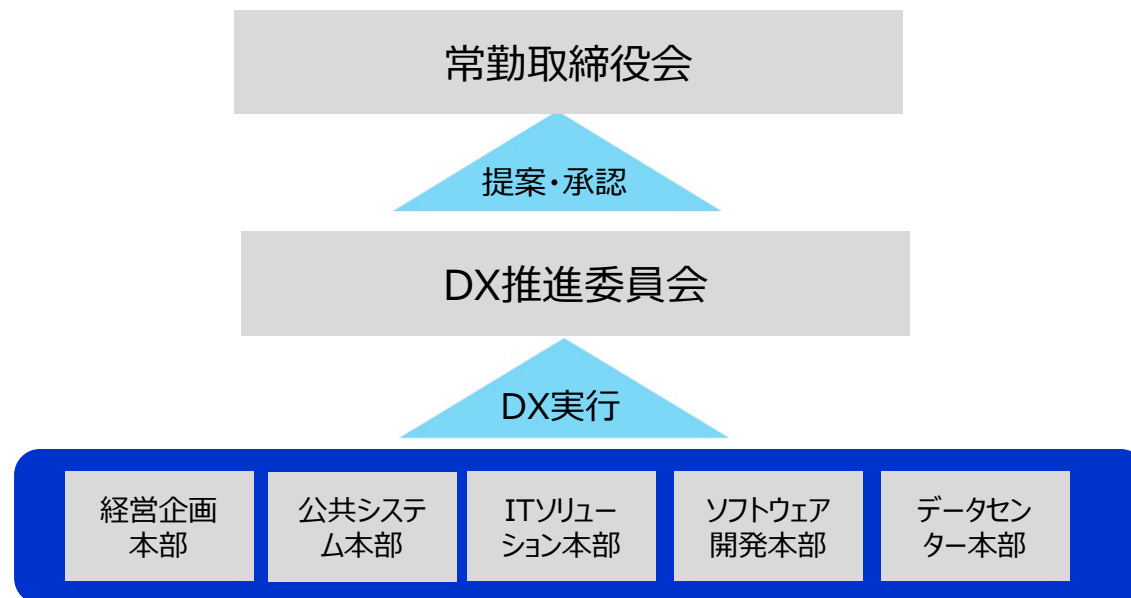 常勤取締役会
提案・承認
DX推進委員会
DX実行
経営企画
本部
公共システ
ム本部
ITソリュー
ション本部
ソフトウェア
開発本部
データセン
ター本部